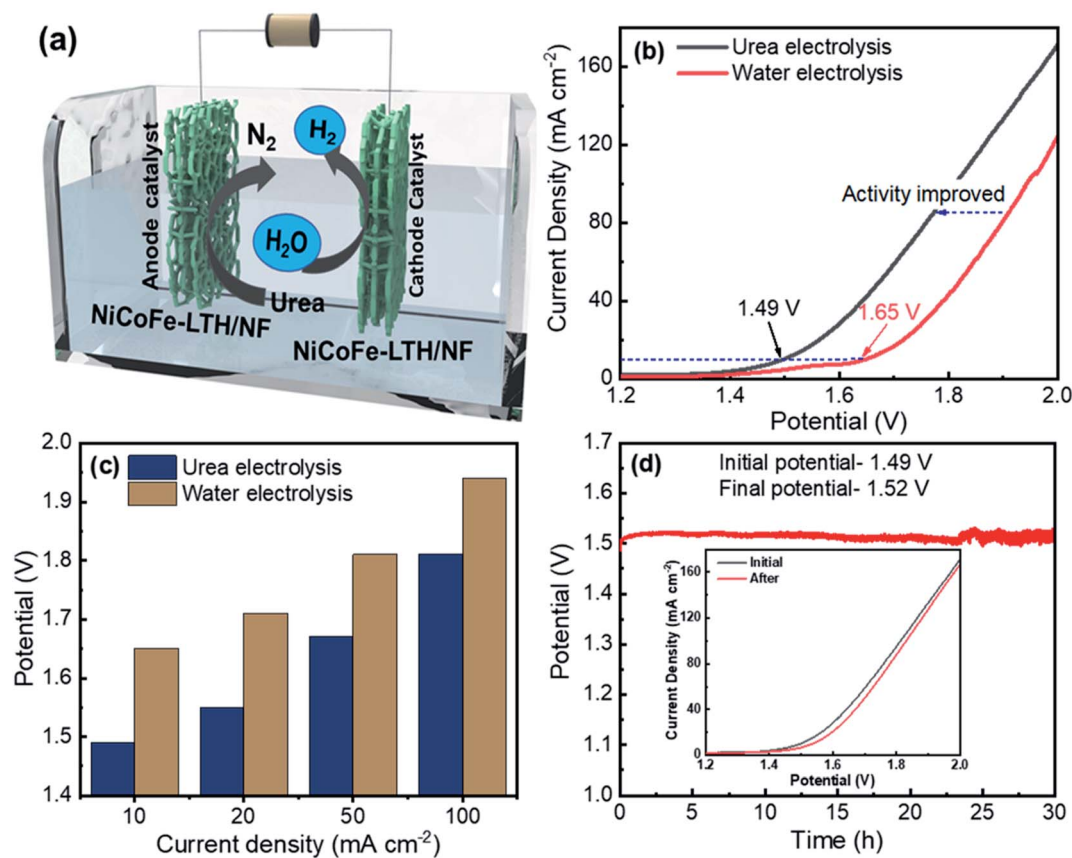 (a)
Anode catalyst
N₂
H₂
H₂O
Urea
Cathode Catalyst
NiCoFe-LTH/NF
NiCoFe-LTH/NF
(b)
Urea electrolysis
Water electrolysis
Activity improved
1.49 V
1.65 V
Current Density (mA cm⁻²)
160
120
80
40
0
1.2 1.4 1.6 1.8 2.0
Potential (V)
(c)
Urea electrolysis
Water electrolysis
Potential (V)
2.0
1.9
1.8
1.7
1.6
1.5
1.4
10 20 50 100
Current density (mA cm⁻²)
(d)
Initial potential- 1.49 V
Final potential- 1.52 V
Potential (V)
1.7
1.6
1.5
1.4
1.3
1.2
1.1
1.0
0 5 10 15 20 25 30
Time (h)
Initial
After
Current Density (mA cm⁻²)
160
120
80
40
0
1.2 1.4 1.6 1.8 2.0
Potential (V)